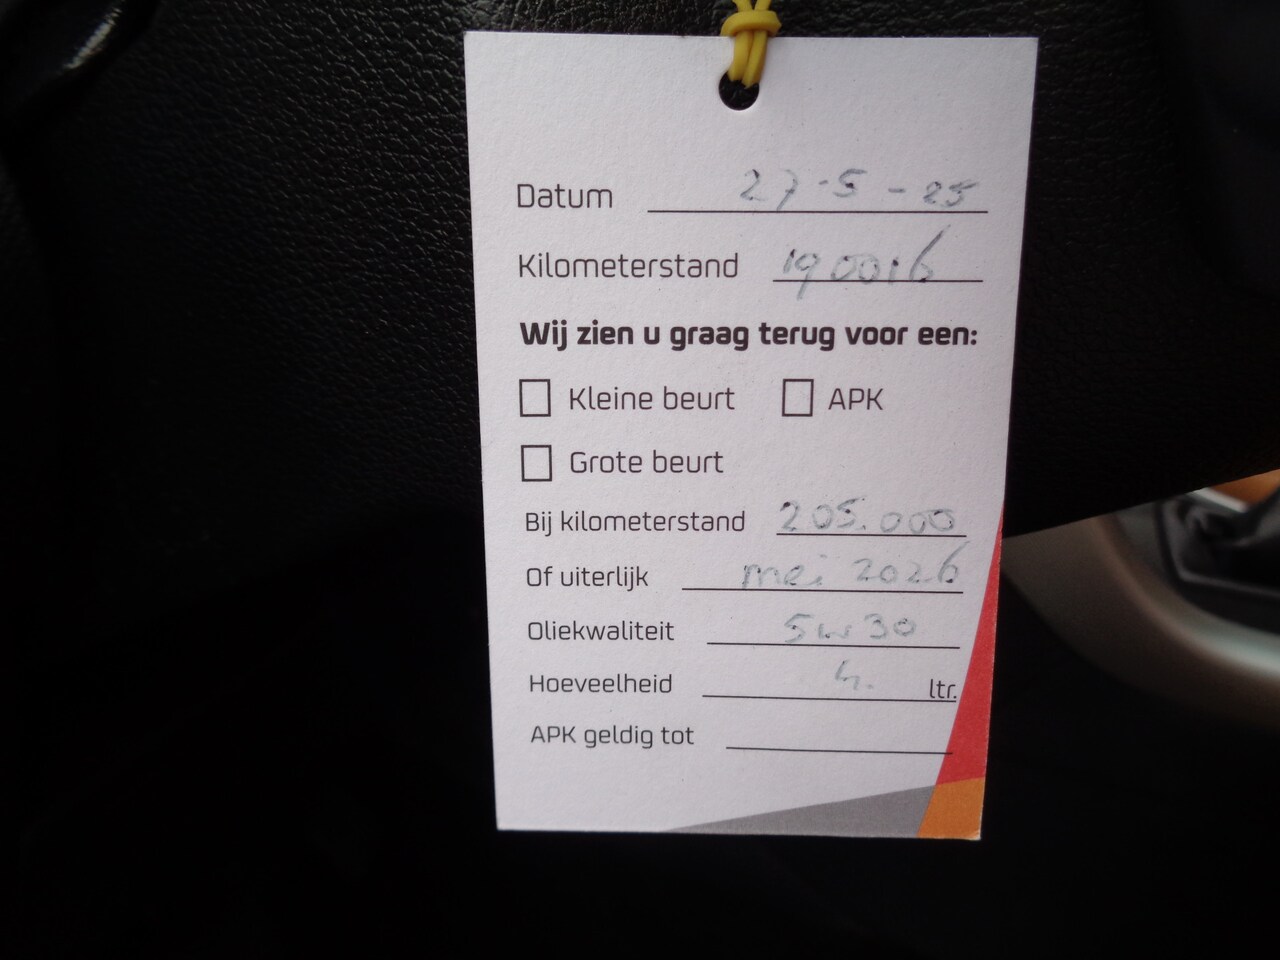 Datum 27-5-25
Kilometerstand 190016
Wij zien u graag terug voor een:
Kleine beurt APK
Grote beurt
Bij kilometerstand 205.000
Of uiterlijk mei 2026
Oliekwaliteit 5w30
Hoeveelheid 4. ltr.
APK geldig tot